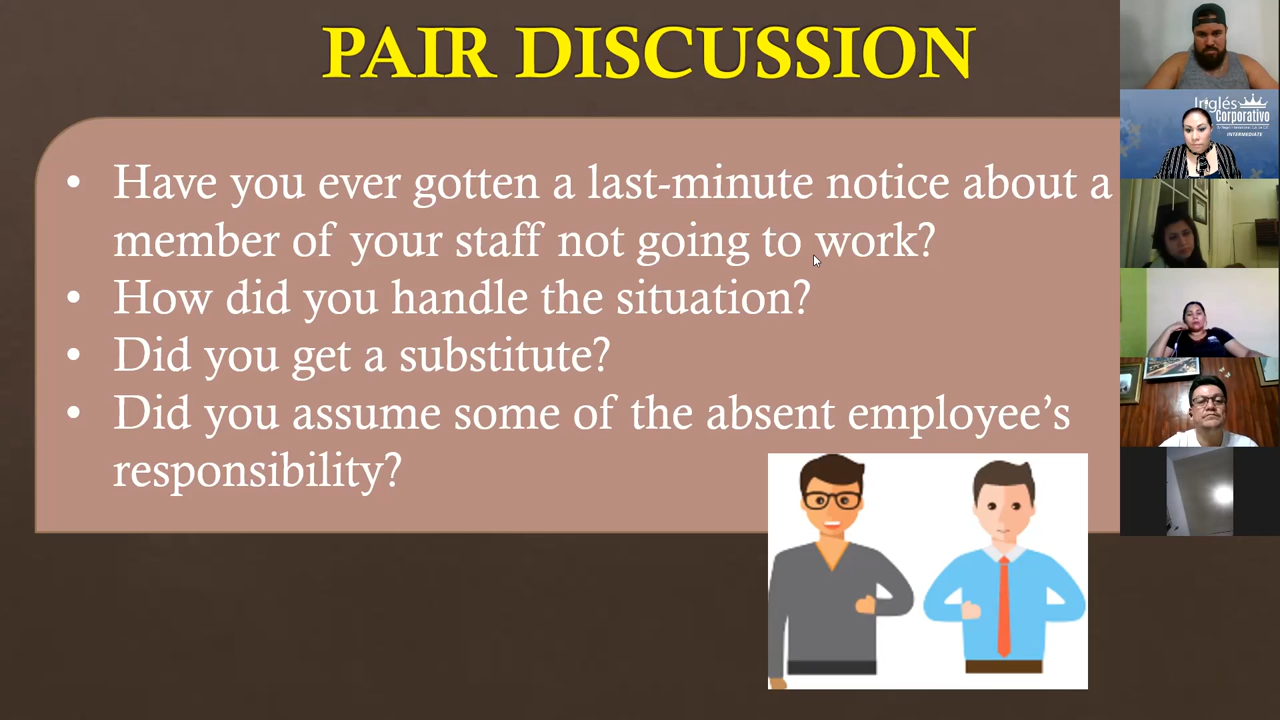 PAIR DISCUSSION
• Have you ever gotten a last-minute notice about a
member of your staff not going to work?
• How did you handle the situation?
• Did you get a substitute?
• Did you assume some of the absent employee’s
responsibility?
Inglés
Corporativo
INTERMEDIATE